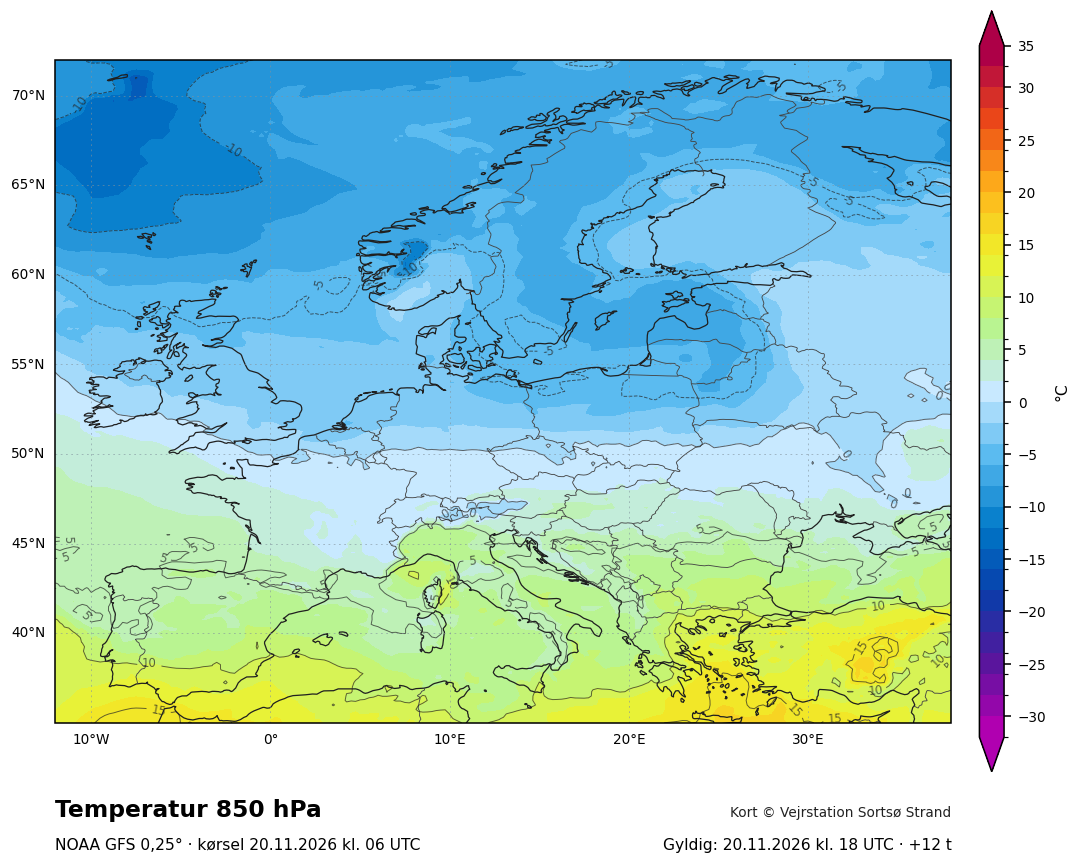 70°N
65°N
60°N
55°N
50°N
45°N
40°N
10°W
0°
10°E
20°E
30°E
35
30
25
20
15
10
5
0
−5
−10
−15
−20
−25
−30
°C
Temperatur 850 hPa
Kort © Vejrstation Sortsø Strand
NOAA GFS 0,25° · kørsel 20.11.2026 kl. 06 UTC
Gyldig: 20.11.2026 kl. 18 UTC · +12 t